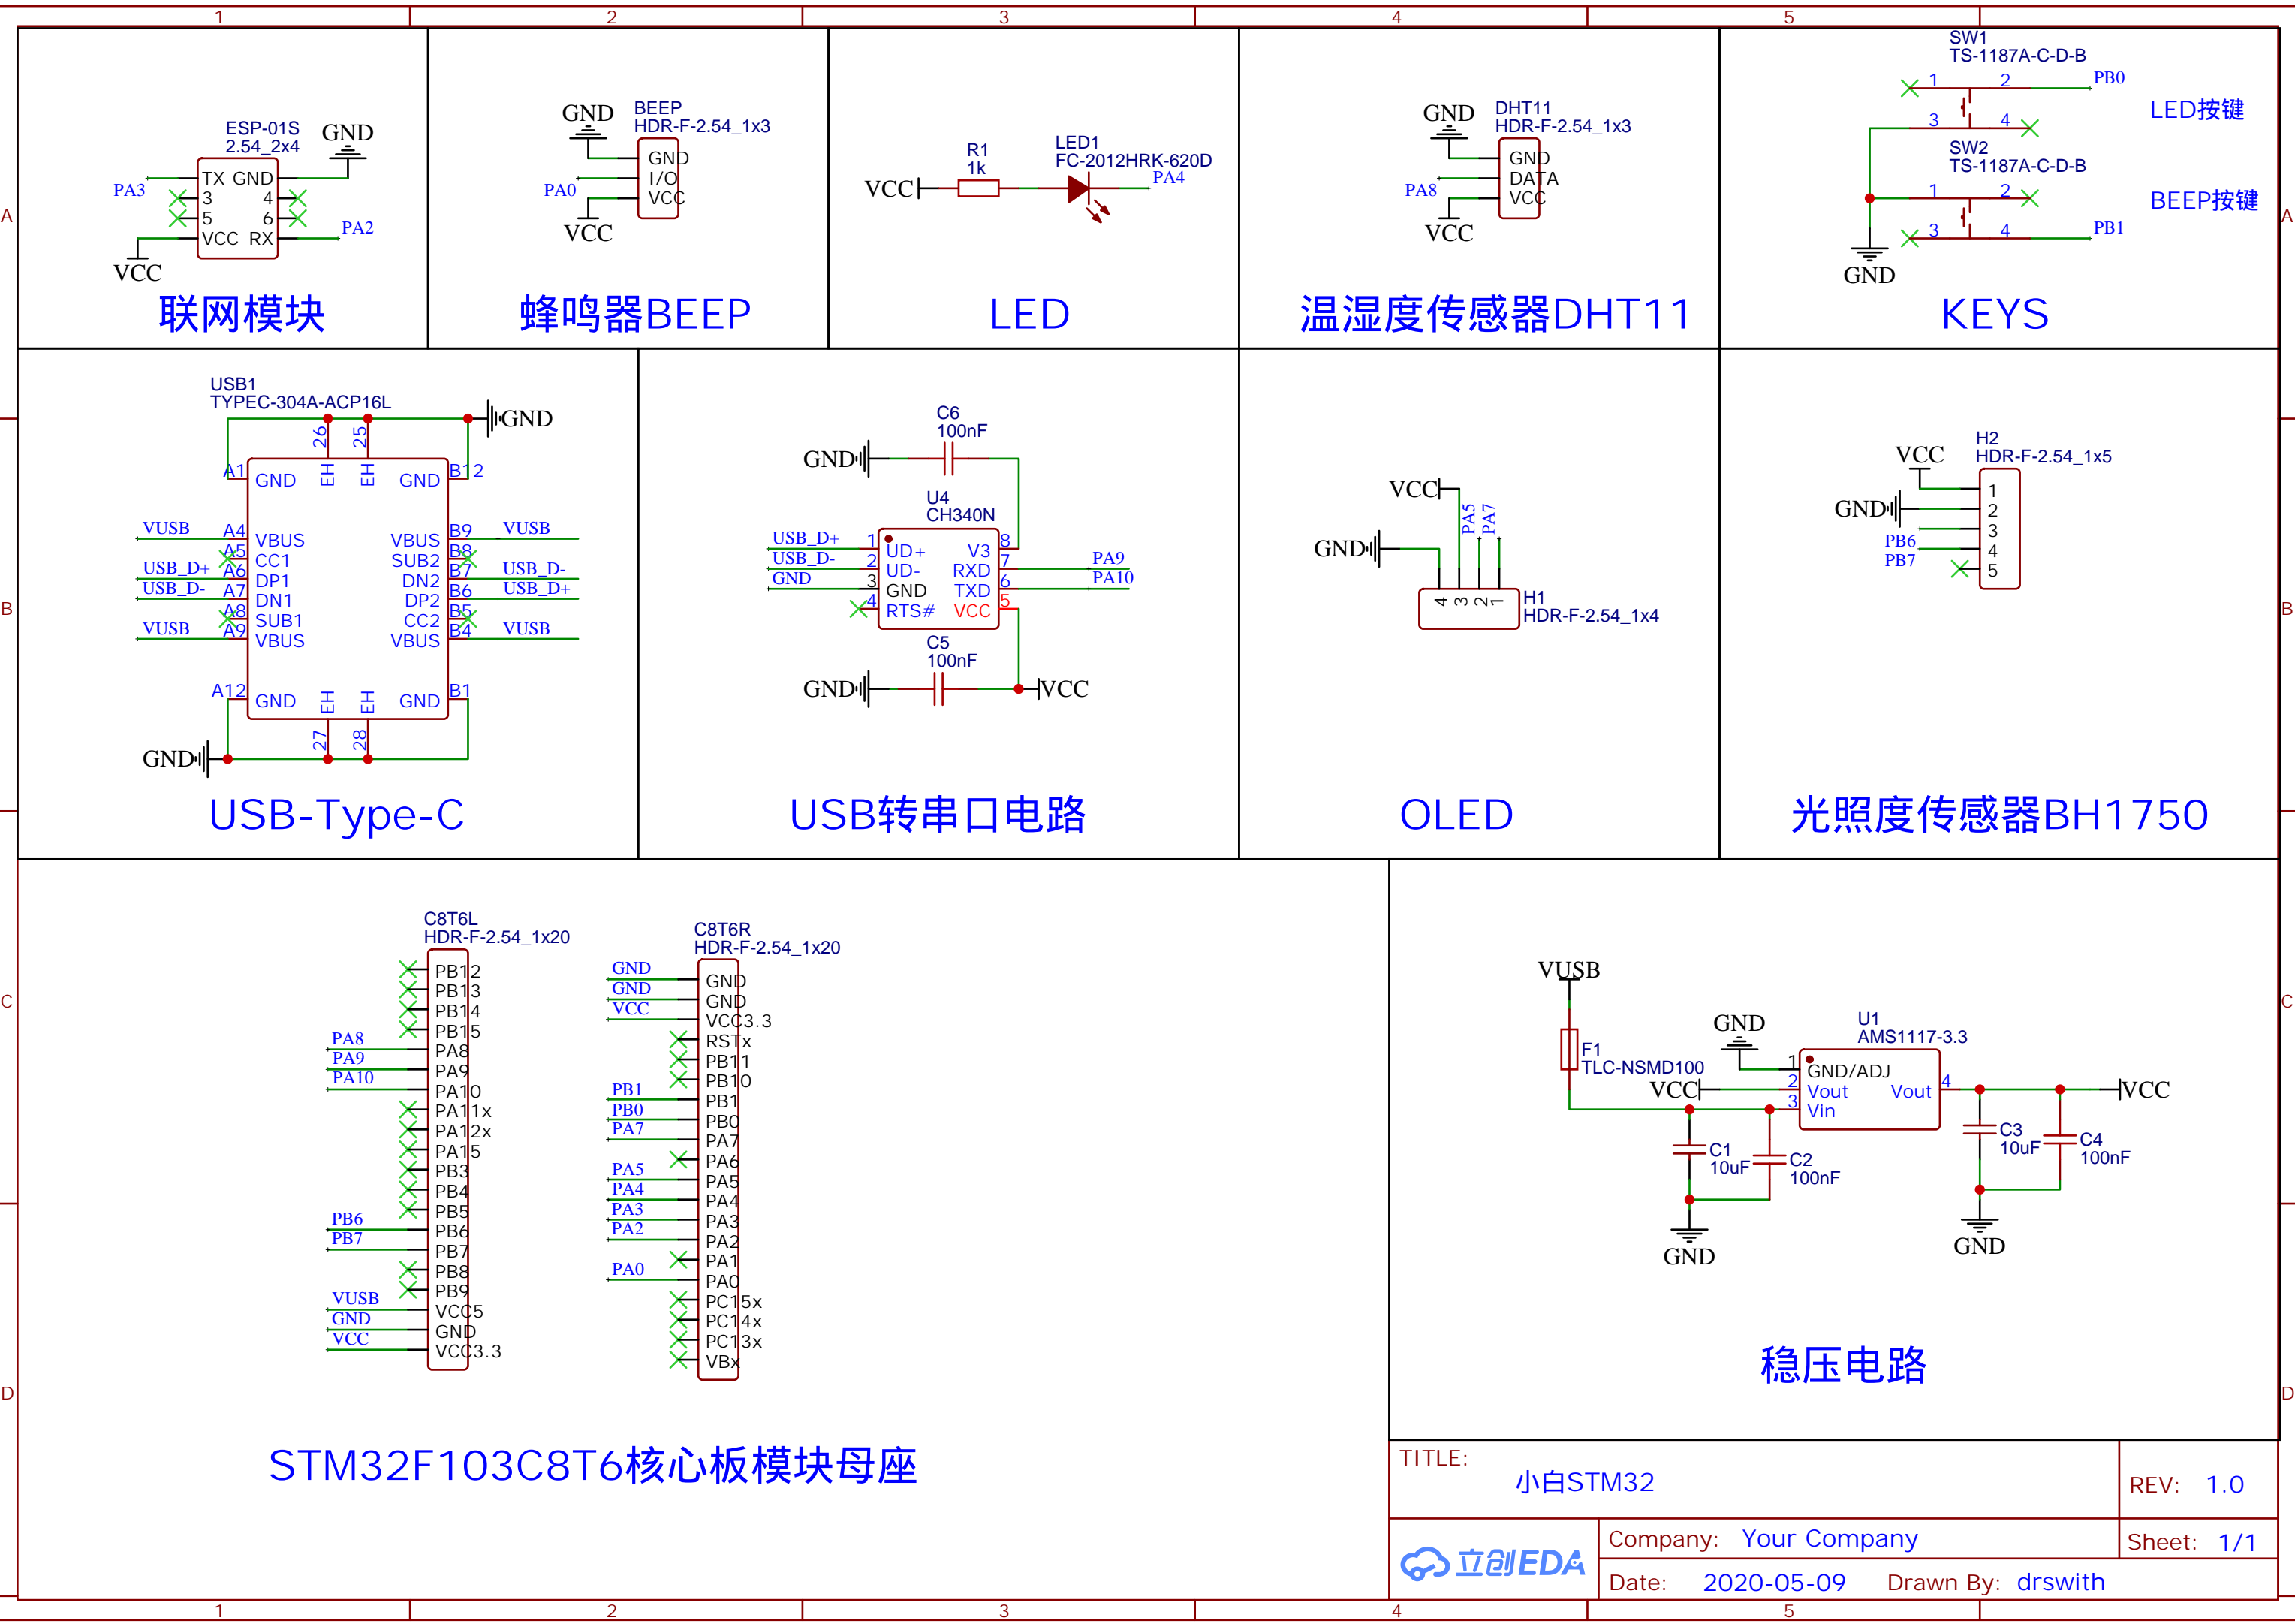 1 2 3 4 5
A
B
C
D
A
B
C
D
ESP-01S
2.54_2x4
GND
PA3
TX GND
3 4
5 6
VCC RX
PA2
VCC
联网模块
BEEP
HDR-F-2.54_1x3
GND
PA0
GND
I/O
VCC
VCC
蜂鸣器BEEP
VCC
R1
1k
LED1
FC-2012HRK-620D
PA4
LED
DHT11
HDR-F-2.54_1x3
GND
PA8
GND
DATA
VCC
VCC
温湿度传感器DHT11
SW1
TS-1187A-C-D-B
1 2
PB0
3 4
LED按键
SW2
TS-1187A-C-D-B
1 2
3 4
PB1
BEEP按键
GND
KEYS
USB1
TYPEC-304A-ACP16L
GND
26 25
A1 GND EH EH GND B12
VUSB A4 VBUS VBUS B9 VUSB
A5 CC1 SUB2 B8
USB_D+ A6 DP1 DN2 B7 USB_D-
USB_D- A7 DN1 DP2 B6 USB_D+
A8 SUB1 CC2 B5
VUSB A9 VBUS VBUS B4 VUSB
A12 GND EH EH GND B1
27 28
GND
USB-Type-C
C6
100nF
GND
U4
CH340N
USB_D+ 1 UD+ V3 8
USB_D- 2 UD- RXD 7 PA9
GND 3 GND TXD 6 PA10
4 RTS# VCC 5
C5
100nF
GND
VCC
USB转串口电路
VCC
PA5
PA7
GND
4 3 2 1
H1
HDR-F-2.54_1x4
OLED
H2
HDR-F-2.54_1x5
VCC
GND
PB6
PB7
1
2
3
4
5
光照度传感器BH1750
C8T6L
HDR-F-2.54_1x20
PB12
PB13
PB14
PB15
PA8 PA8
PA9 PA9
PA10 PA10
PA11x
PA12x
PA15
PB3
PB4
PB5
PB6 PB6
PB7 PB7
PB8
PB9
VUSB VCC5
GND GND
VCC VCC3.3
C8T6R
HDR-F-2.54_1x20
GND GND
GND GND
VCC VCC3.3
RSTx
PB11
PB10
PB1 PB1
PB0 PB0
PA7 PA7
PA6
PA5 PA5
PA4 PA4
PA3 PA3
PA2 PA2
PA1
PA0 PA0
PC15x
PC14x
PC13x
VBx
STM32F103C8T6核心板模块母座
VUSB
F1
TLC-NSMD100
GND
U1
AMS1117-3.3
1 GND/ADJ
VCC 2 Vout Vout 4 VCC
3 Vin
C1
10uF
C2
100nF
GND
C3
10uF
C4
100nF
GND
稳压电路
TITLE:
小白STM32
REV: 1.0
立创EDA
Company: Your Company
Sheet: 1/1
Date: 2020-05-09
Drawn By: drswith
1 2 3 4 5